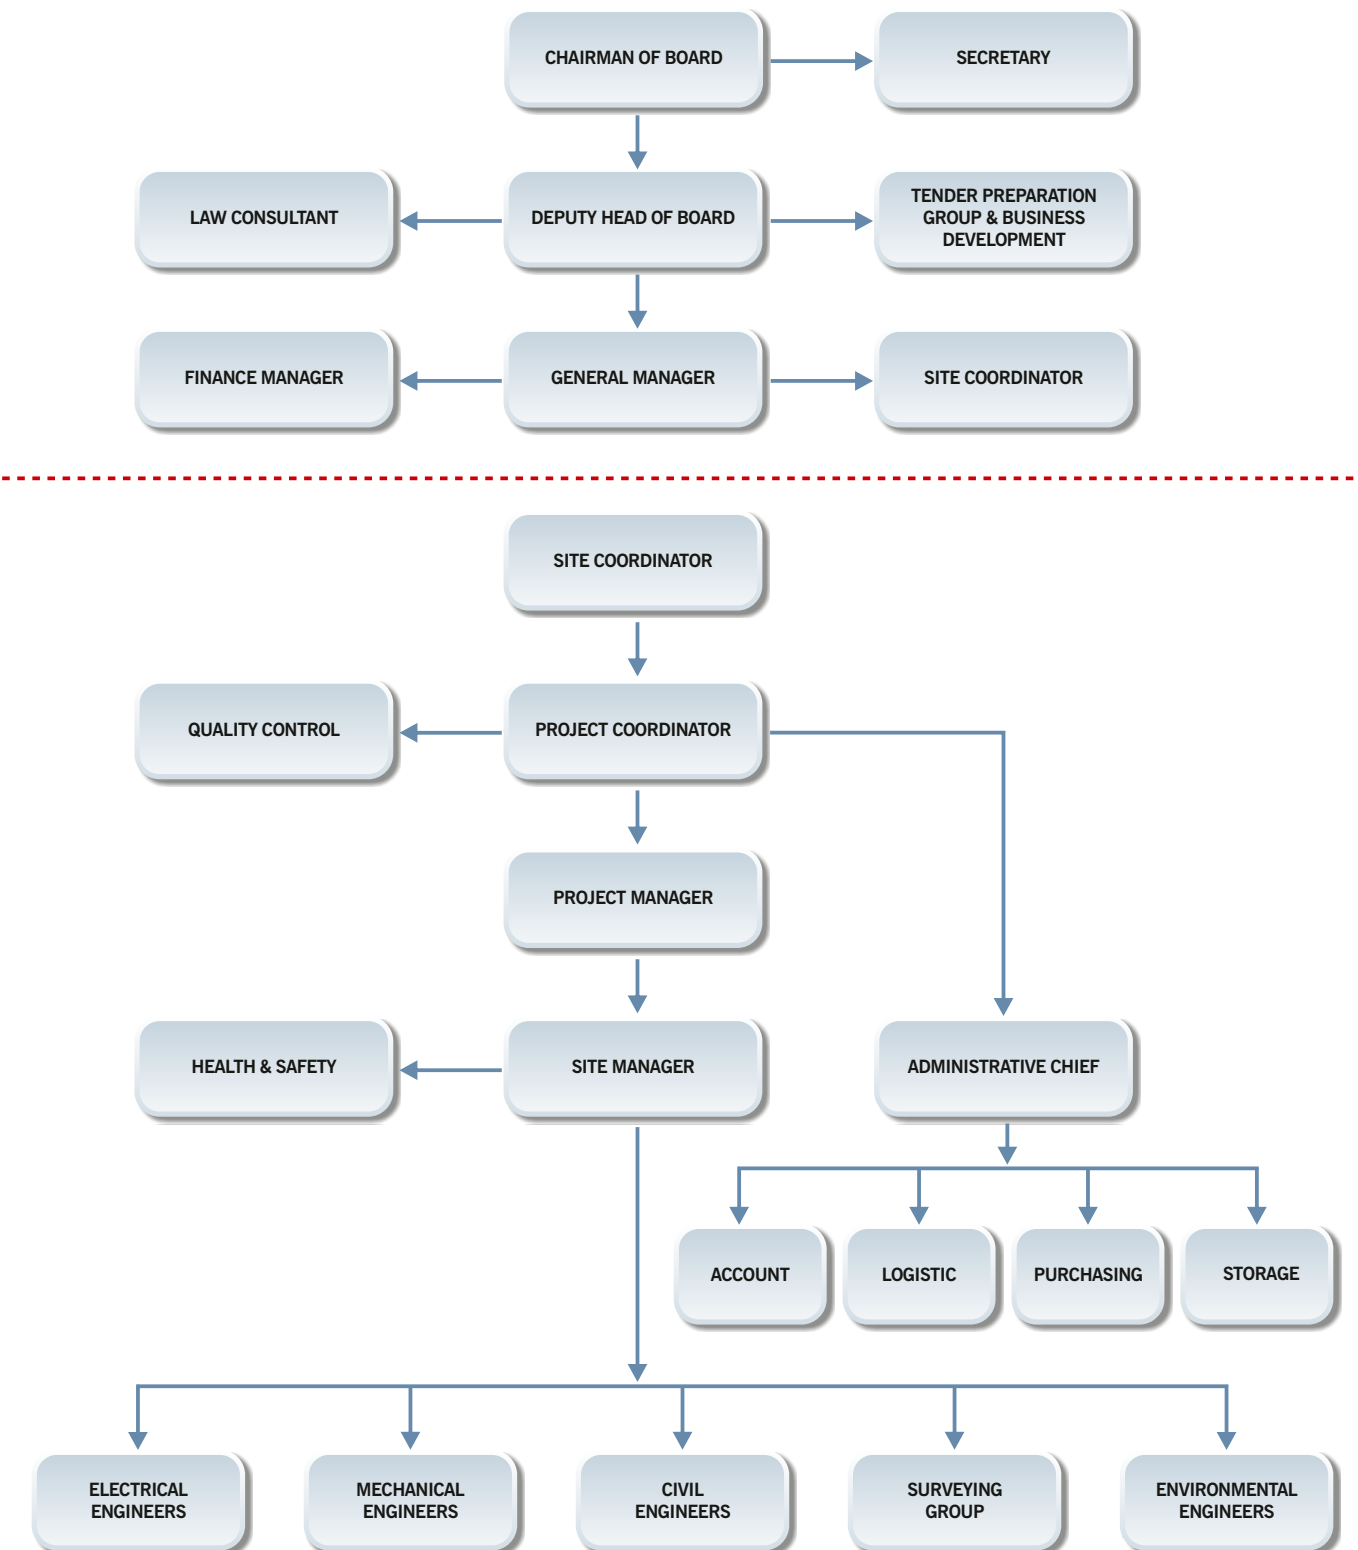 CHAIRMAN OF BOARD
SECRETARY
LAW CONSULTANT
DEPUTY HEAD OF BOARD
TENDER PREPARATION
GROUP & BUSINESS
DEVELOPMENT
FINANCE MANAGER
GENERAL MANAGER
SITE COORDINATOR
SITE COORDINATOR
QUALITY CONTROL
PROJECT COORDINATOR
PROJECT MANAGER
HEALTH & SAFETY
SITE MANAGER
ADMINISTRATIVE CHIEF
ACCOUNT
LOGISTIC
PURCHASING
STORAGE
ELECTRICAL
ENGINEERS
MECHANICAL
ENGINEERS
CIVIL
ENGINEERS
SURVEYING
GROUP
ENVIRONMENTAL
ENGINEERS